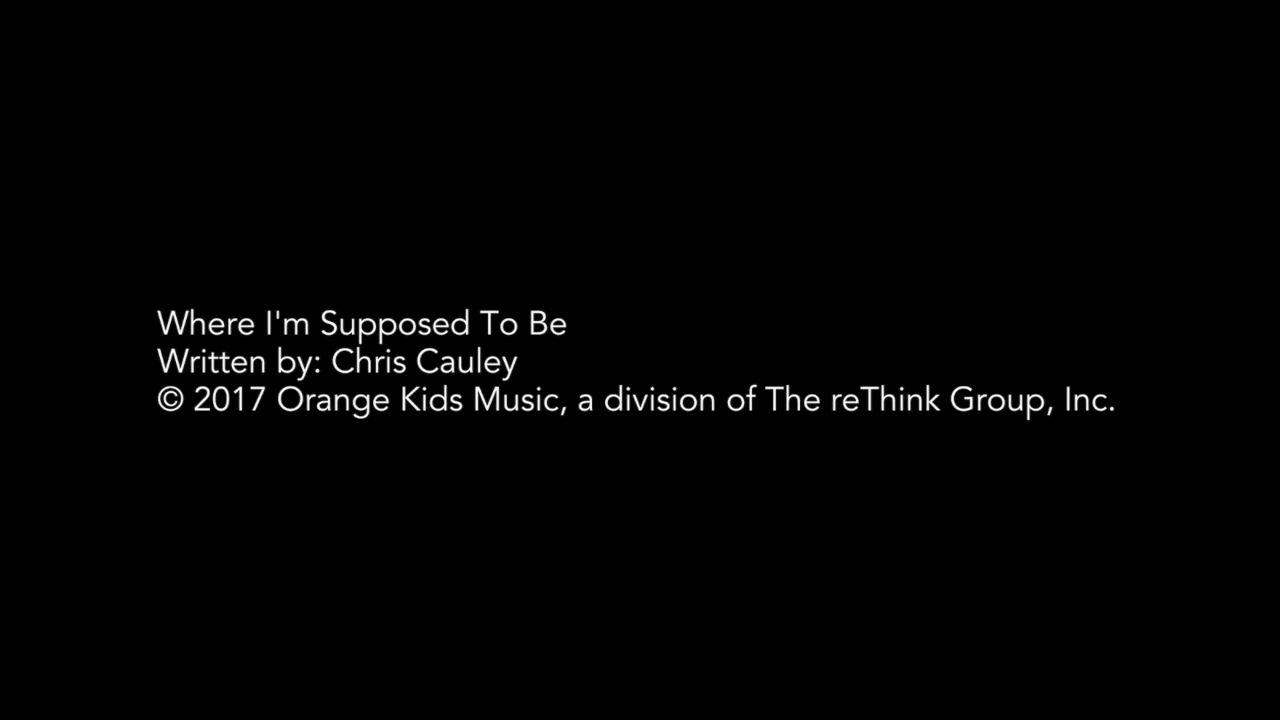 Where I'm Supposed To Be
Written by: Chris Cauley
© 2017 Orange Kids Music, a division of The reThink Group, Inc.